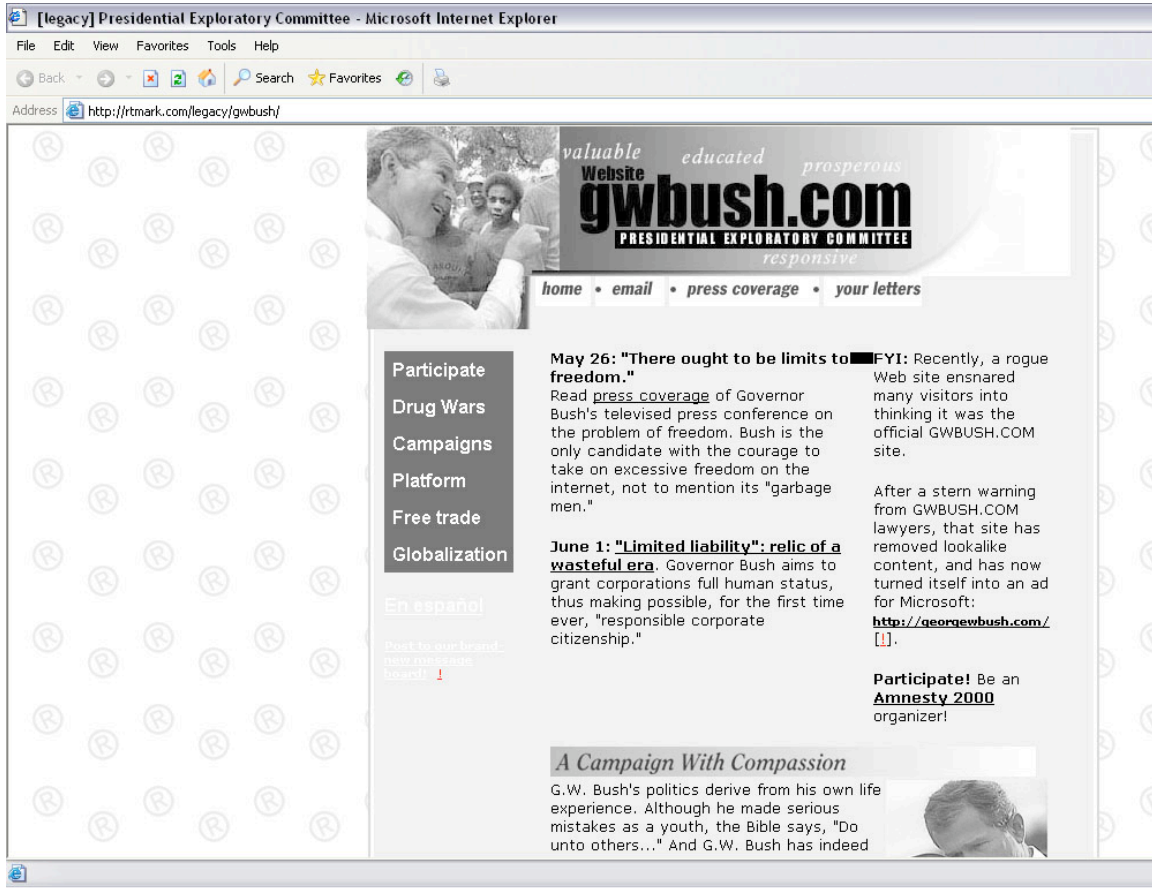 [legacy] Presidential Exploratory Committee - Microsoft Internet Explorer
File Edit View Favorites Tools Help
Back Search Favorites
Address http://rtmark.com/legacy/gwbush/
valuable educated prosperous
Website
gwbush.com
PRESIDENTIAL EXPLORATORY COMMITTEE
responsive
home • email • press coverage • your letters
Participate
Drug Wars
Campaigns
Platform
Free trade
Globalization
En español
Post to our brand-
new message
board! !
May 26: "There ought to be limits to
freedom."
Read press coverage of Governor
Bush's televised press conference on
the problem of freedom. Bush is the
only candidate with the courage to
take on excessive freedom on the
internet, not to mention its "garbage
men."
June 1: "Limited liability": relic of a
wasteful era. Governor Bush aims to
grant corporations full human status,
thus making possible, for the first time
ever, "responsible corporate
citizenship."
FYI: Recently, a rogue
Web site ensnared
many visitors into
thinking it was the
official GWBUSH.COM
site.
After a stern warning
from GWBUSH.COM
lawyers, that site has
removed lookalike
content, and has now
turned itself into an ad
for Microsoft:
http://georgewbush.com/
[!].
Participate! Be an
Amnesty 2000
organizer!
A Campaign With Compassion
G.W. Bush's politics derive from his own life
experience. Although he made serious
mistakes as a youth, the Bible says, "Do
unto others..." And G.W. Bush has indeed